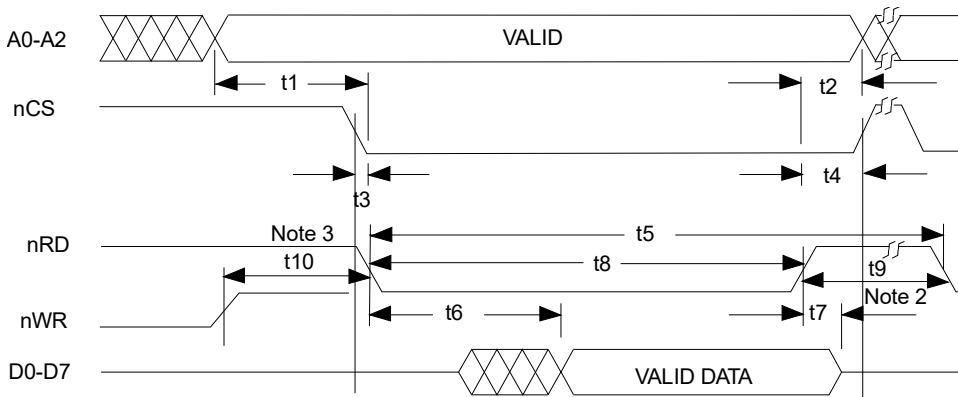 A0-A2
VALID
t1
t2
nCS
t3
t4
nRD
Note 3
t5
t10
t8
t9
nWR
t6
t7
Note 2
D0-D7
VALID DATA